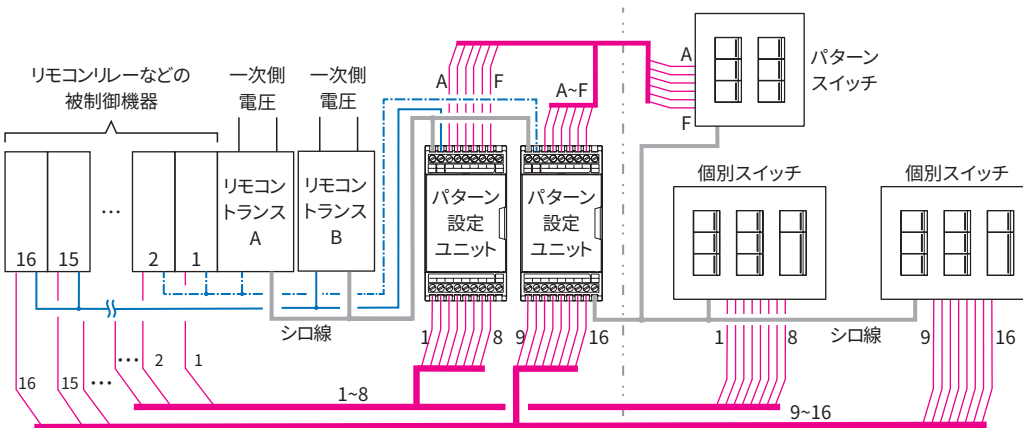 リモコンリレーなどの
被制御機器
一次側
電圧
一次側
電圧
A
F
A~F
A
F
パターン
スイッチ
個別スイッチ
個別スイッチ
リモコン
トランス
A
リモコン
トランス
B
パターン
設定
ユニット
パターン
設定
ユニット
…
16
15
2
1
シロ線
1
8
9
16
1
8
シロ線
9
16
16
15
…
…
2
1
1~8
9~16